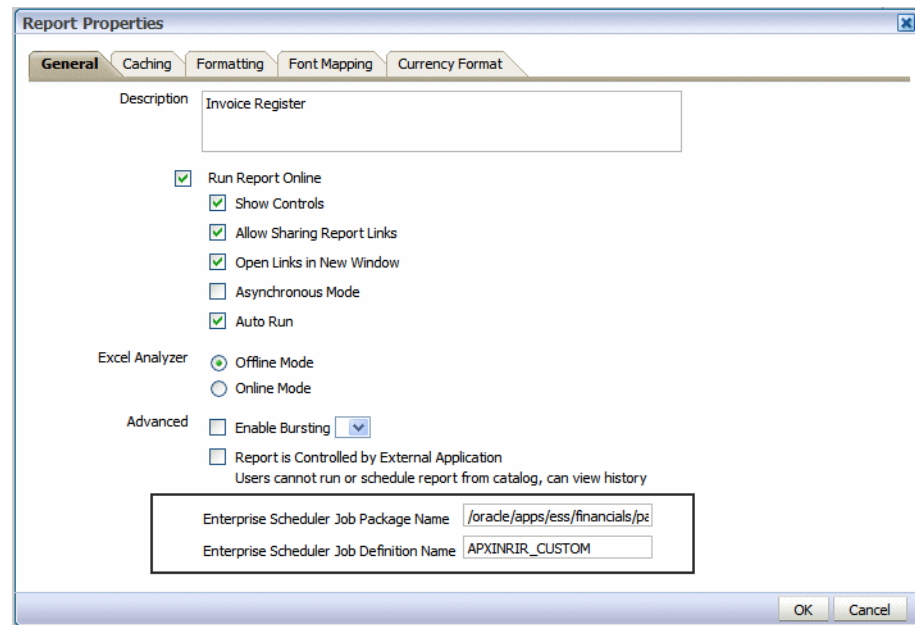 Report Properties
General Caching Formatting Font Mapping Currency Format
Description Invoice Register
Run Report Online
Show Controls
Allow Sharing Report Links
Open Links in New Window
Asynchronous Mode
Auto Run
Excel Analyzer Offline Mode
Online Mode
Advanced Enable Bursting
Report is Controlled by External Application
Users cannot run or schedule report from catalog, can view history
Enterprise Scheduler Job Package Name /oracle/apps/ess/financials/pa
Enterprise Scheduler Job Definition Name APXINRIR_CUSTOM
OK Cancel